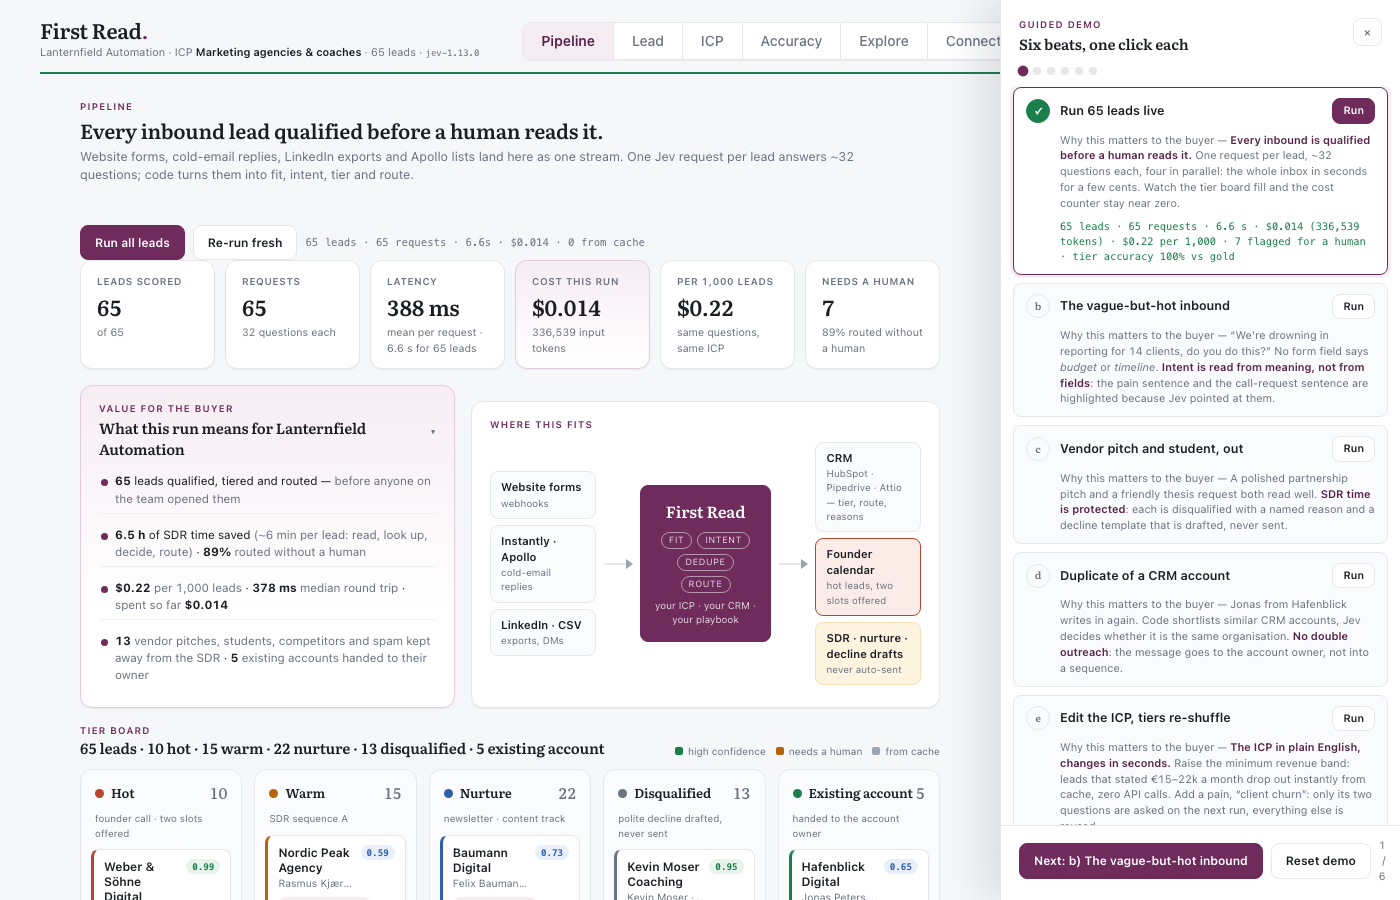 First Read.
Lanternfield Automation · ICP Marketing agencies & coaches · 65 leads · jev-1.13.0
Pipeline
Lead
ICP
Accuracy
Explore
Connect
PIPELINE
Every inbound lead qualified before a human reads it.
Website forms, cold-email replies, LinkedIn exports and Apollo lists land here as one stream. One Jev request per lead answers ~32
questions; code turns them into fit, intent, tier and route.
Run all leads
Re-run fresh
65 leads · 65 requests · 6.6s · $0.014 · 0 from cache
LEADS SCORED
65
of 65
REQUESTS
65
32 questions each
LATENCY
388 ms
mean per request ·
6.6 s for 65 leads
COST THIS RUN
$0.014
336,539 input
tokens
PER 1,000 LEADS
$0.22
same questions,
same ICP
NEEDS A HUMAN
7
89% routed without
a human
VALUE FOR THE BUYER
What this run means for Lanternfield
Automation
65 leads qualified, tiered and routed — before anyone on
the team opened them
6.5 h of SDR time saved (~6 min per lead: read, look up,
decide, route) · 89% routed without a human
$0.22 per 1,000 leads · 378 ms median round trip ·
spent so far $0.014
13 vendor pitches, students, competitors and spam kept
away from the SDR · 5 existing accounts handed to their
owner
WHERE THIS FITS
Website forms
webhooks
Instantly ·
Apollo
cold-email
replies
LinkedIn · CSV
exports, DMs
First Read
FIT
INTENT
DEDUPE
ROUTE
your ICP · your CRM ·
your playbook
CRM
HubSpot ·
Pipedrive · Attio
— tier, route,
reasons
Founder
calendar
hot leads, two
slots offered
SDR · nurture ·
decline drafts
never auto-sent
TIER BOARD
65 leads · 10 hot · 15 warm · 22 nurture · 13 disqualified · 5 existing account
high confidence
needs a human
from cache
Hot 10
founder call · two slots
offered
Weber &
Söhne
Digital
0.99
Warm 15
SDR sequence A
Nordic Peak
Agency
0.59
Rasmus Kjær...
Nurture 22
newsletter · content track
Baumann
Digital
0.73
Felix Bauman...
Disqualified 13
polite decline drafted,
never sent
Kevin Moser
Coaching
0.95
Kevin Moser ·...
Existing account 5
handed to the account
owner
Hafenblick
Digital
0.65
Jonas Peters...
GUIDED DEMO
Six beats, one click each
×
✓
Run 65 leads live
Run
Why this matters to the buyer — Every inbound is qualified
before a human reads it. One request per lead, ~32
questions each, four in parallel: the whole inbox in seconds
for a few cents. Watch the tier board fill and the cost
counter stay near zero.
65 leads · 65 requests · 6.6 s · $0.014 (336,539
tokens) · $0.22 per 1,000 · 7 flagged for a human
· tier accuracy 100% vs gold
b
The vague-but-hot inbound
Run
Why this matters to the buyer — “We're drowning in
reporting for 14 clients, do you do this?” No form field says
budget or timeline. Intent is read from meaning, not from
fields: the pain sentence and the call-request sentence are
highlighted because Jev pointed at them.
c
Vendor pitch and student, out
Run
Why this matters to the buyer — A polished partnership
pitch and a friendly thesis request both read well. SDR time
is protected: each is disqualified with a named reason and a
decline template that is drafted, never sent.
d
Duplicate of a CRM account
Run
Why this matters to the buyer — Jonas from Hafenblick
writes in again. Code shortlists similar CRM accounts, Jev
decides whether it is the same organisation. No double
outreach: the message goes to the account owner, not into
a sequence.
e
Edit the ICP, tiers re-shuffle
Run
Why this matters to the buyer — The ICP in plain English,
changes in seconds. Raise the minimum revenue band:
leads that stated €15–22k a month drop out instantly from
cache, zero API calls. Add a pain, “client churn”: only its two
questions are asked on the next run, everything else is
Next: b) The vague-but-hot inbound
Reset demo
1
/
6